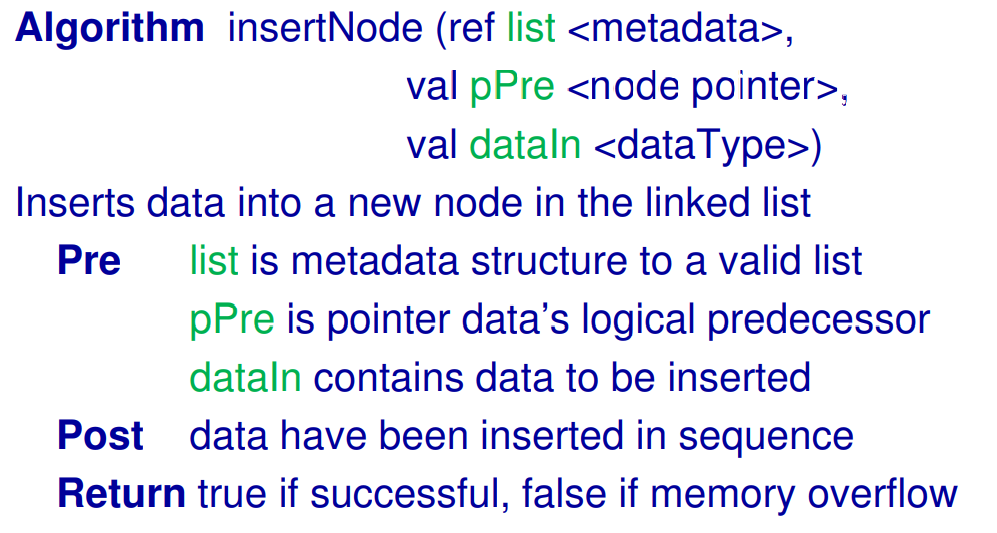 Algorithm insertNode (ref list <metadata>,
val pPre <node pointer>,
val dataIn <dataType>)
Inserts data into a new node in the linked list
Pre list is metadata structure to a valid list
pPre is pointer data’s logical predecessor
dataIn contains data to be inserted
Post data have been inserted in sequence
Return true if successful, false if memory overflow